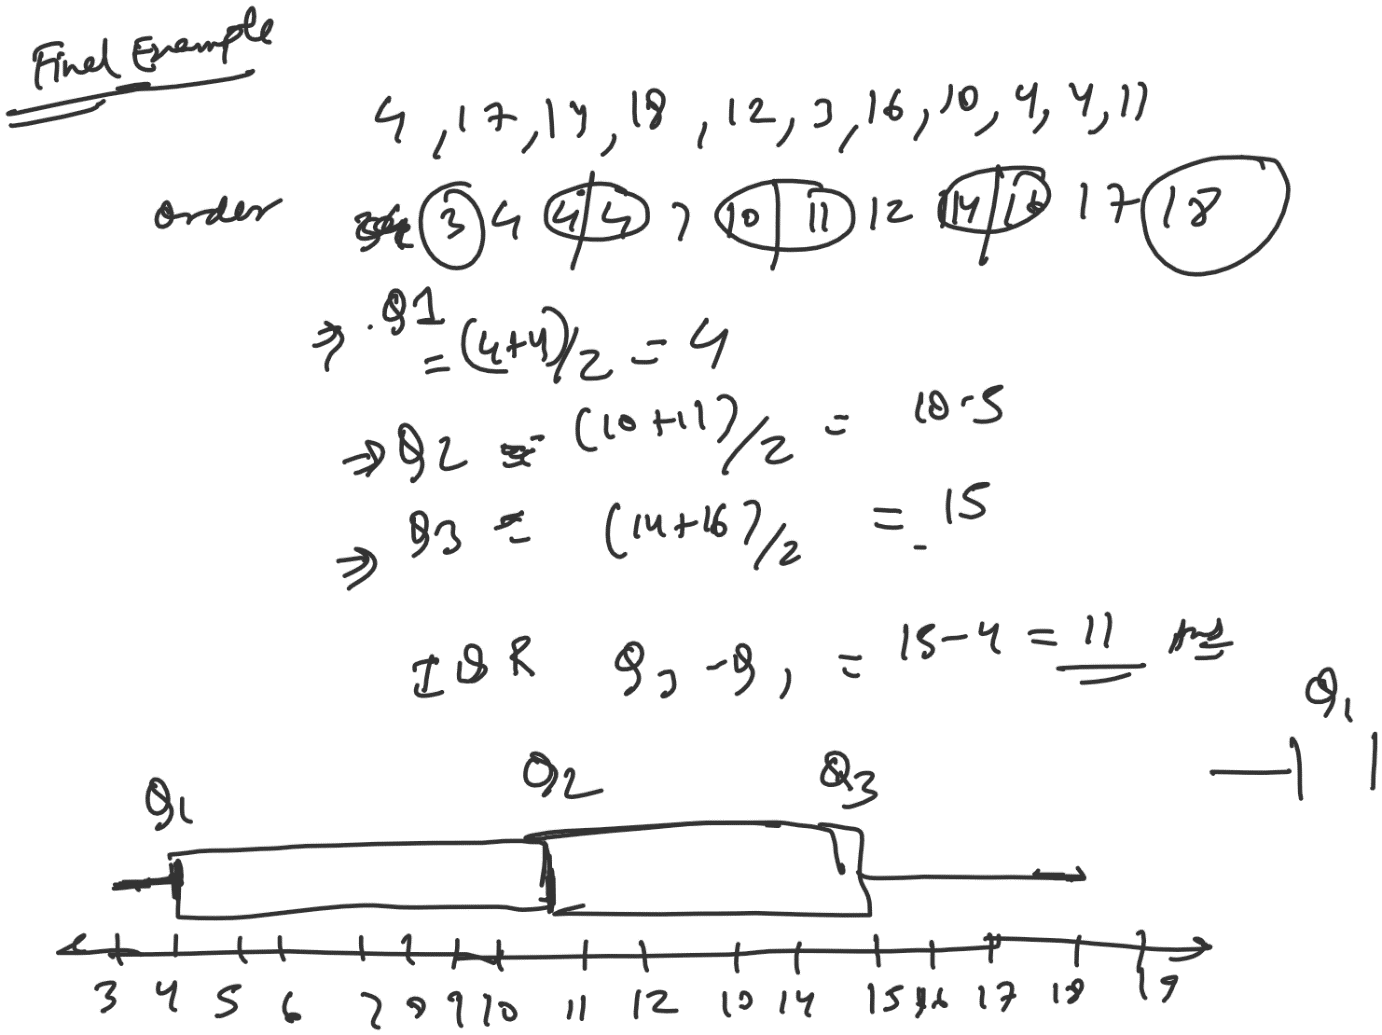 Final Example
4, 17, 14, 18, 12, 3, 16, 10, 4, 4, 11
order 3 4 4 4 7 10 11 12 14 16 17 18
⇒ Q1 = (4+4)/2 = 4
⇒ Q2 = (10+11)/2 = 10.5
⇒ Q3 = (14+16)/2 = 15
IQR Q3 - Q1 = 15-4 = 11 Ans
Q1
Q1 Q2 Q3
3 4 5 6 7 8 9 10 11 12 13 14 15 16 17 18 19